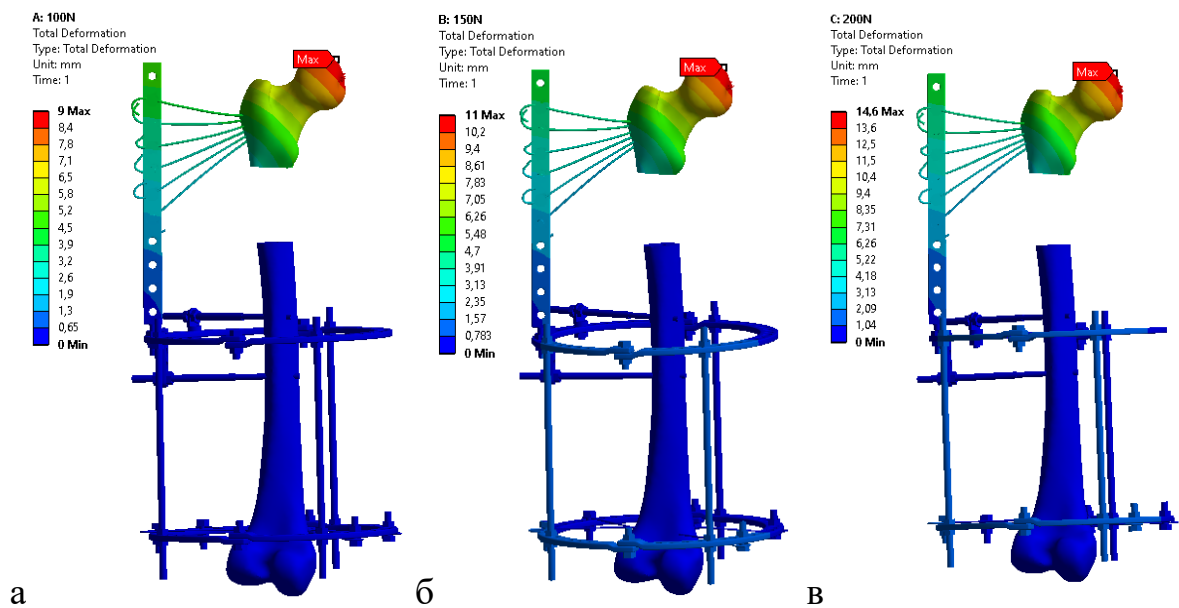 A: 100N
Total Deformation
Type: Total Deformation
Unit: mm
Time: 1
Max
9 Max
8,4
7,8
7,1
6,5
5,8
5,2
4,5
3,9
3,2
2,6
1,9
1,3
0,65
0 Min
а
B: 150N
Total Deformation
Type: Total Deformation
Unit: mm
Time: 1
Max
11 Max
10,2
9,4
8,61
7,83
7,05
6,26
5,48
4,7
3,91
3,13
2,35
1,57
0,783
0 Min
б
C: 200N
Total Deformation
Type: Total Deformation
Unit: mm
Time: 1
Max
14,6 Max
13,6
12,5
11,5
10,4
9,4
8,35
7,31
6,26
5,22
4,18
3,13
2,09
1,04
0 Min
в